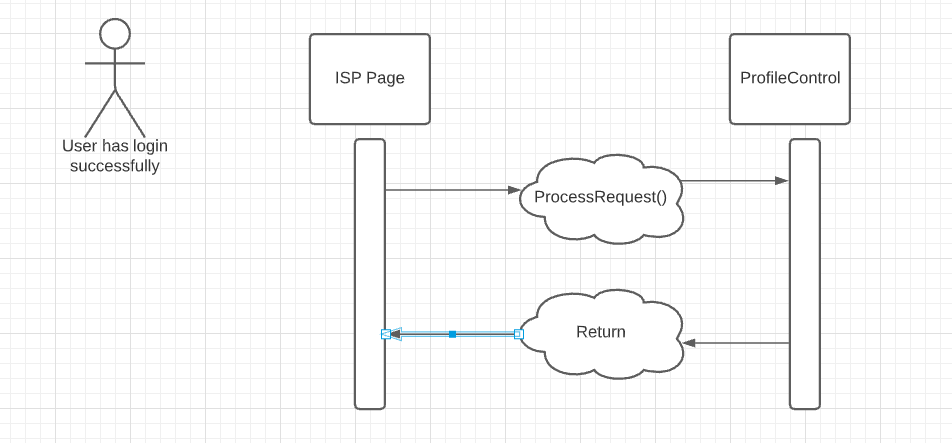 ISP Page
ProfileControl
User has login
successfully
ProcessRequest()
Return